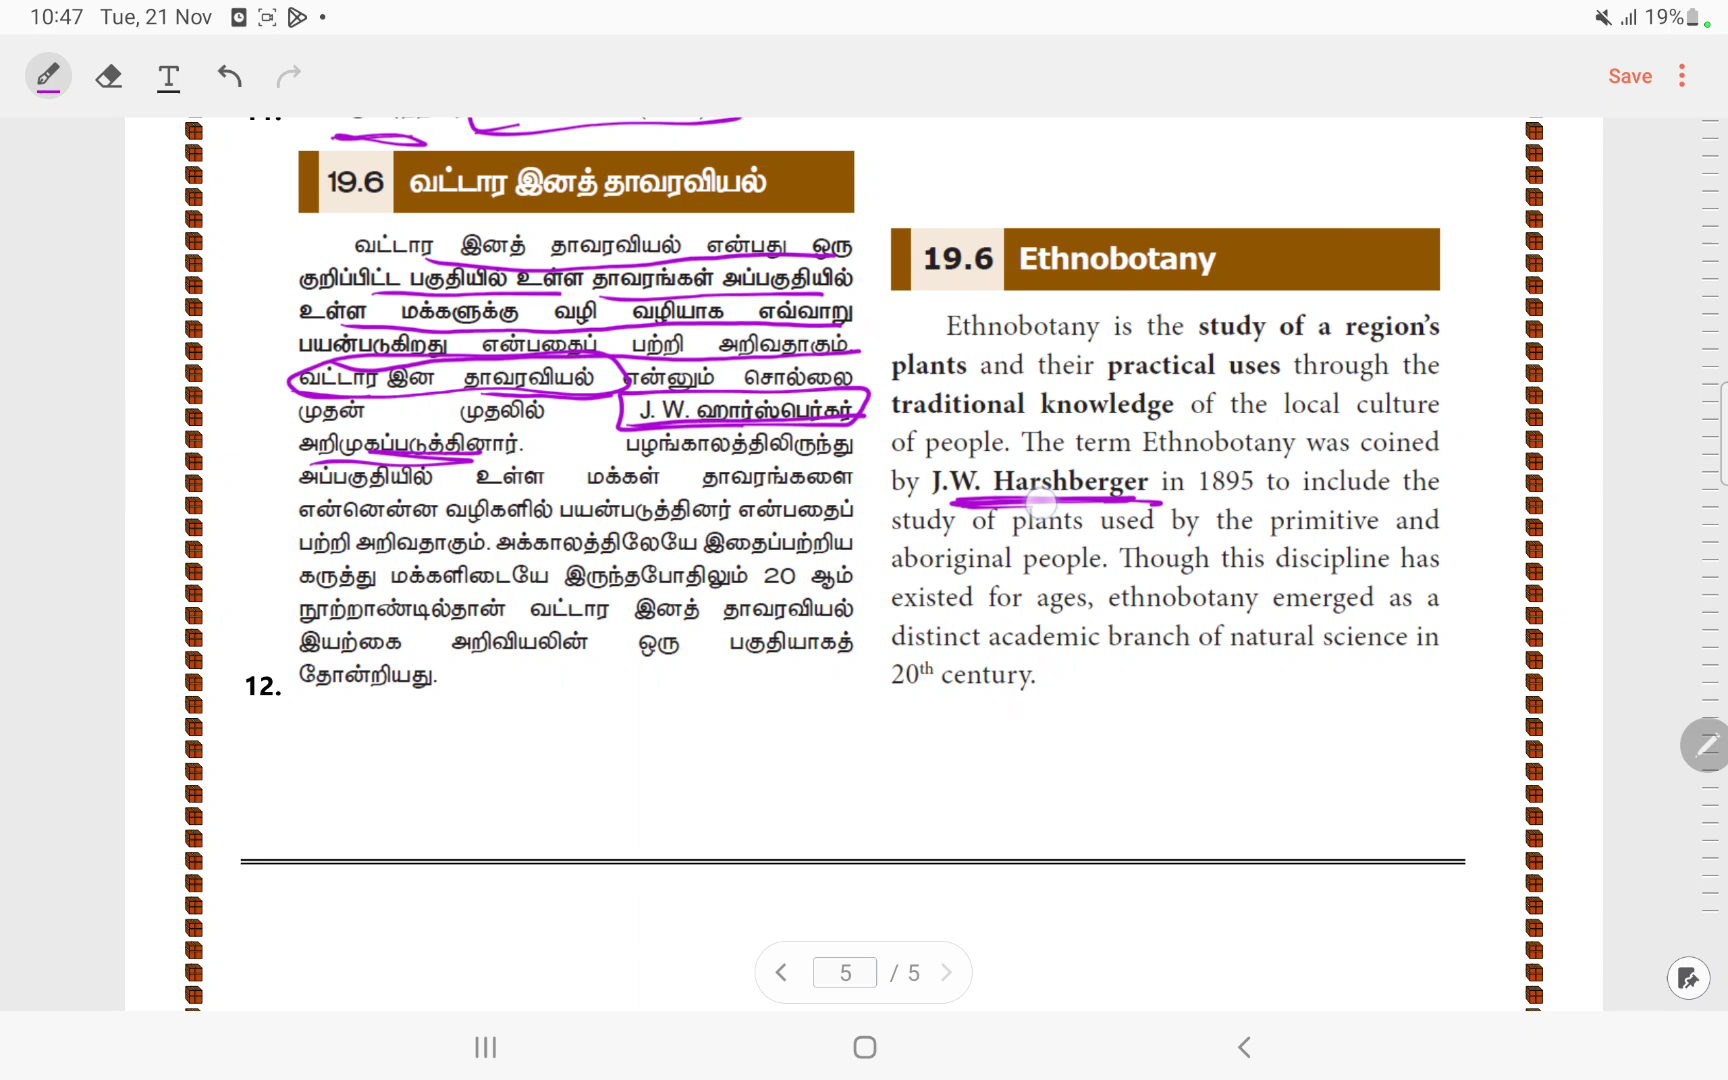 10:47 Tue, 21 Nov
19%
Save
19.6 வட்டார இனத் தாவரவியல்
வட்டார இனத் தாவரவியல் என்பது ஒரு
குறிப்பிட்ட பகுதியில் உள்ள தாவரங்கள் அப்பகுதியில்
உள்ள மக்களுக்கு வழி வழியாக எவ்வாறு
பயன்படுகிறது என்பதைப் பற்றி அறிவதாகும்.
வட்டார இன தாவரவியல் என்னும் சொல்லை
முதன் முதலில் J. W. ஹார்ஸ்பெர்கர்
அறிமுகப்படுத்தினார். பழங்காலத்திலிருந்து
அப்பகுதியில் உள்ள மக்கள் தாவரங்களை
என்னென்ன வழிகளில் பயன்படுத்தினர் என்பதைப்
பற்றி அறிவதாகும். அக்காலத்திலேயே இதைப்பற்றிய
கருத்து மக்களிடையே இருந்தபோதிலும் 20 ஆம்
நூற்றாண்டில்தான் வட்டார இனத் தாவரவியல்
இயற்கை அறிவியலின் ஒரு பகுதியாகத்
தோன்றியது.
12.
19.6 Ethnobotany
Ethnobotany is the study of a region's
plants and their practical uses through the
traditional knowledge of the local culture
of people. The term Ethnobotany was coined
by J.W. Harshberger in 1895 to include the
study of plants used by the primitive and
aboriginal people. Though this discipline has
existed for ages, ethnobotany emerged as a
distinct academic branch of natural science in
20th century.
5 / 5